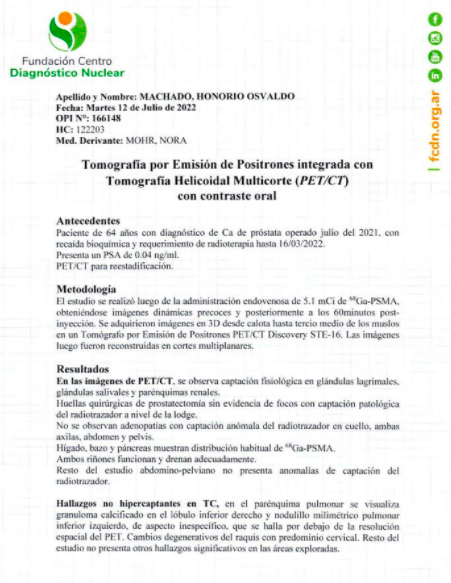 Fundación Centro
Diagnóstico Nuclear
fcdn.org.ar
Apellido y Nombre: MACHADO, HONORIO OSVALDO
Fecha: Martes 12 de Julio de 2022
OPI Nº: 166148
HC: 122203
Med. Derivante: MOHR, NORA
Tomografía por Emisión de Positrones integrada con
Tomografía Helicoidal Multicorte (PET/CT)
con contraste oral
Antecedentes
Paciente de 64 años con diagnóstico de Ca de próstata operado julio del 2021, con
recaída bioquímica y requerimiento de radioterapia hasta 16/03/2022.
Presenta un PSA de 0.04 ng/ml.
PET/CT para reestadificación.
Metodología
El estudio se realizó luego de la administración endovenosa de 5.1 mCi de ⁶⁸Ga-PSMA,
obteniéndose imágenes dinámicas precoces y posteriormente a los 60minutos post-
inyección. Se adquirieron imágenes en 3D desde calota hasta tercio medio de los muslos
en un Tomógrafo por Emisión de Positrones PET/CT Discovery STE-16. Las imágenes
luego fueron reconstruidas en cortes multiplanares.
Resultados
En las imágenes de PET/CT, se observa captación fisiológica en glándulas lagrimales,
glándulas salivales y parénquimas renales.
Huellas quirúrgicas de prostatectomía sin evidencia de focos con captación patológica
del radiotrazador a nivel de la lodge.
No se observan adenopatías con captación anómala del radiotrazador en cuello, ambas
axilas, abdomen y pelvis.
Hígado, bazo y páncreas muestran distribución habitual de ⁶⁸Ga-PSMA.
Ambos riñones funcionan y drenan adecuadamente.
Resto del estudio abdomino-pelviano no presenta anomalías de captación del
radiotrazador.
Hallazgos no hipercaptantes en TC, en el parénquima pulmonar se visualiza
granuloma calcificado en el lóbulo inferior derecho y nodulillo milimétrico pulmonar
inferior izquierdo, de aspecto inespecífico, que se halla por debajo de la resolución
espacial del PET. Cambios degenerativos del raquis con predominio cervical. Resto del
estudio no presenta otros hallazgos significativos en las áreas exploradas.